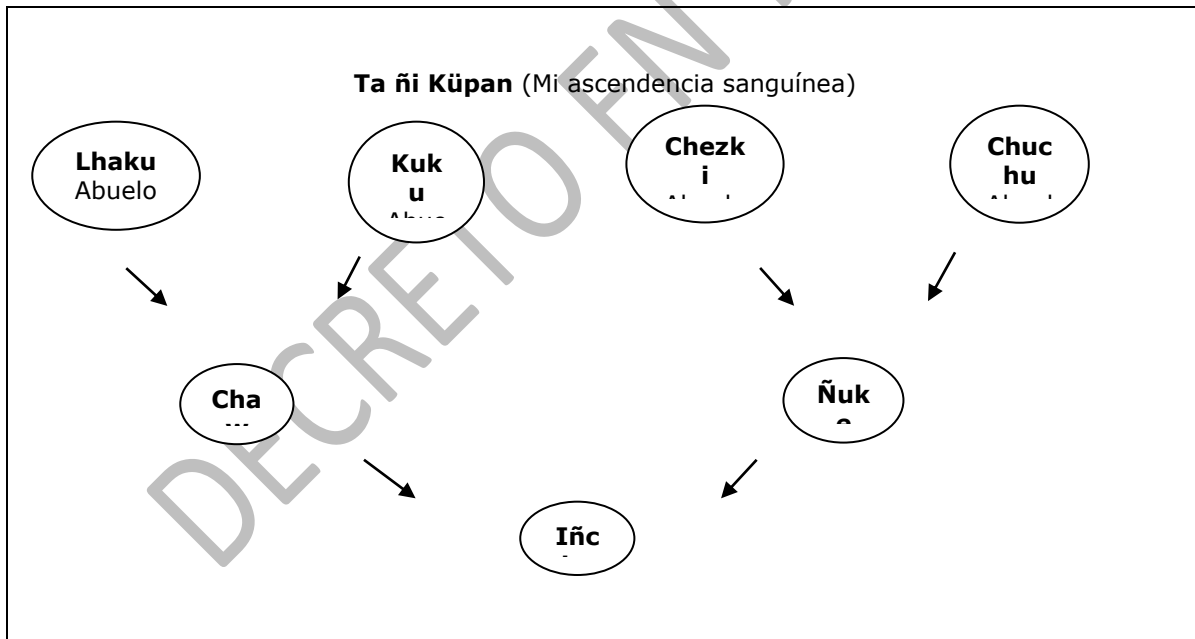 Ta ñi Küpan (Mi ascendencia sanguínea)
Lhaku
Abuelo
Kuk
u
Chezk
i
Chuc
hu
Cha
Ñuk
Iñc
DECRETO EN